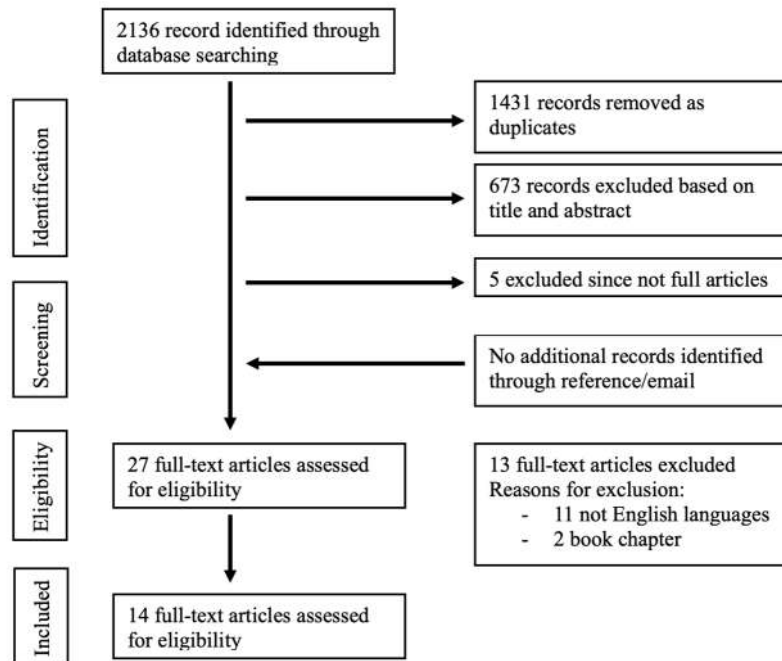 2136 record identified through
database searching
Identification
1431 records removed as
duplicates
673 records excluded based on
title and abstract
5 excluded since not full articles
Screening
No additional records identified
through reference/email
Eligibility
27 full-text articles assessed
for eligibility
13 full-text articles excluded
Reasons for exclusion:
- 11 not English languages
- 2 book chapter
Included
14 full-text articles assessed
for eligibility